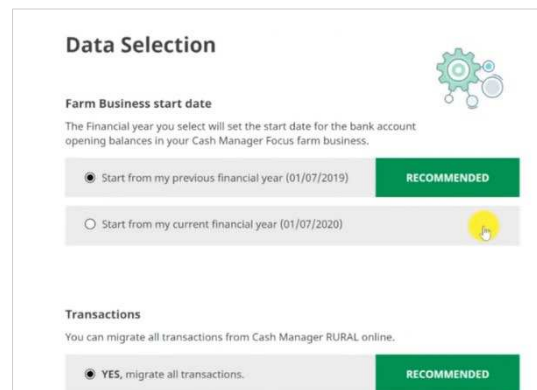 Data Selection
Farm Business start date
The Financial year you select will set the start date for the bank account
opening balances in your Cash Manager Focus farm business.
Start from my previous financial year (01/07/2019)
RECOMMENDED
Start from my current financial year (01/07/2020)
Transactions
You can migrate all transactions from Cash Manager RURAL online.
YES, migrate all transactions.
RECOMMENDED